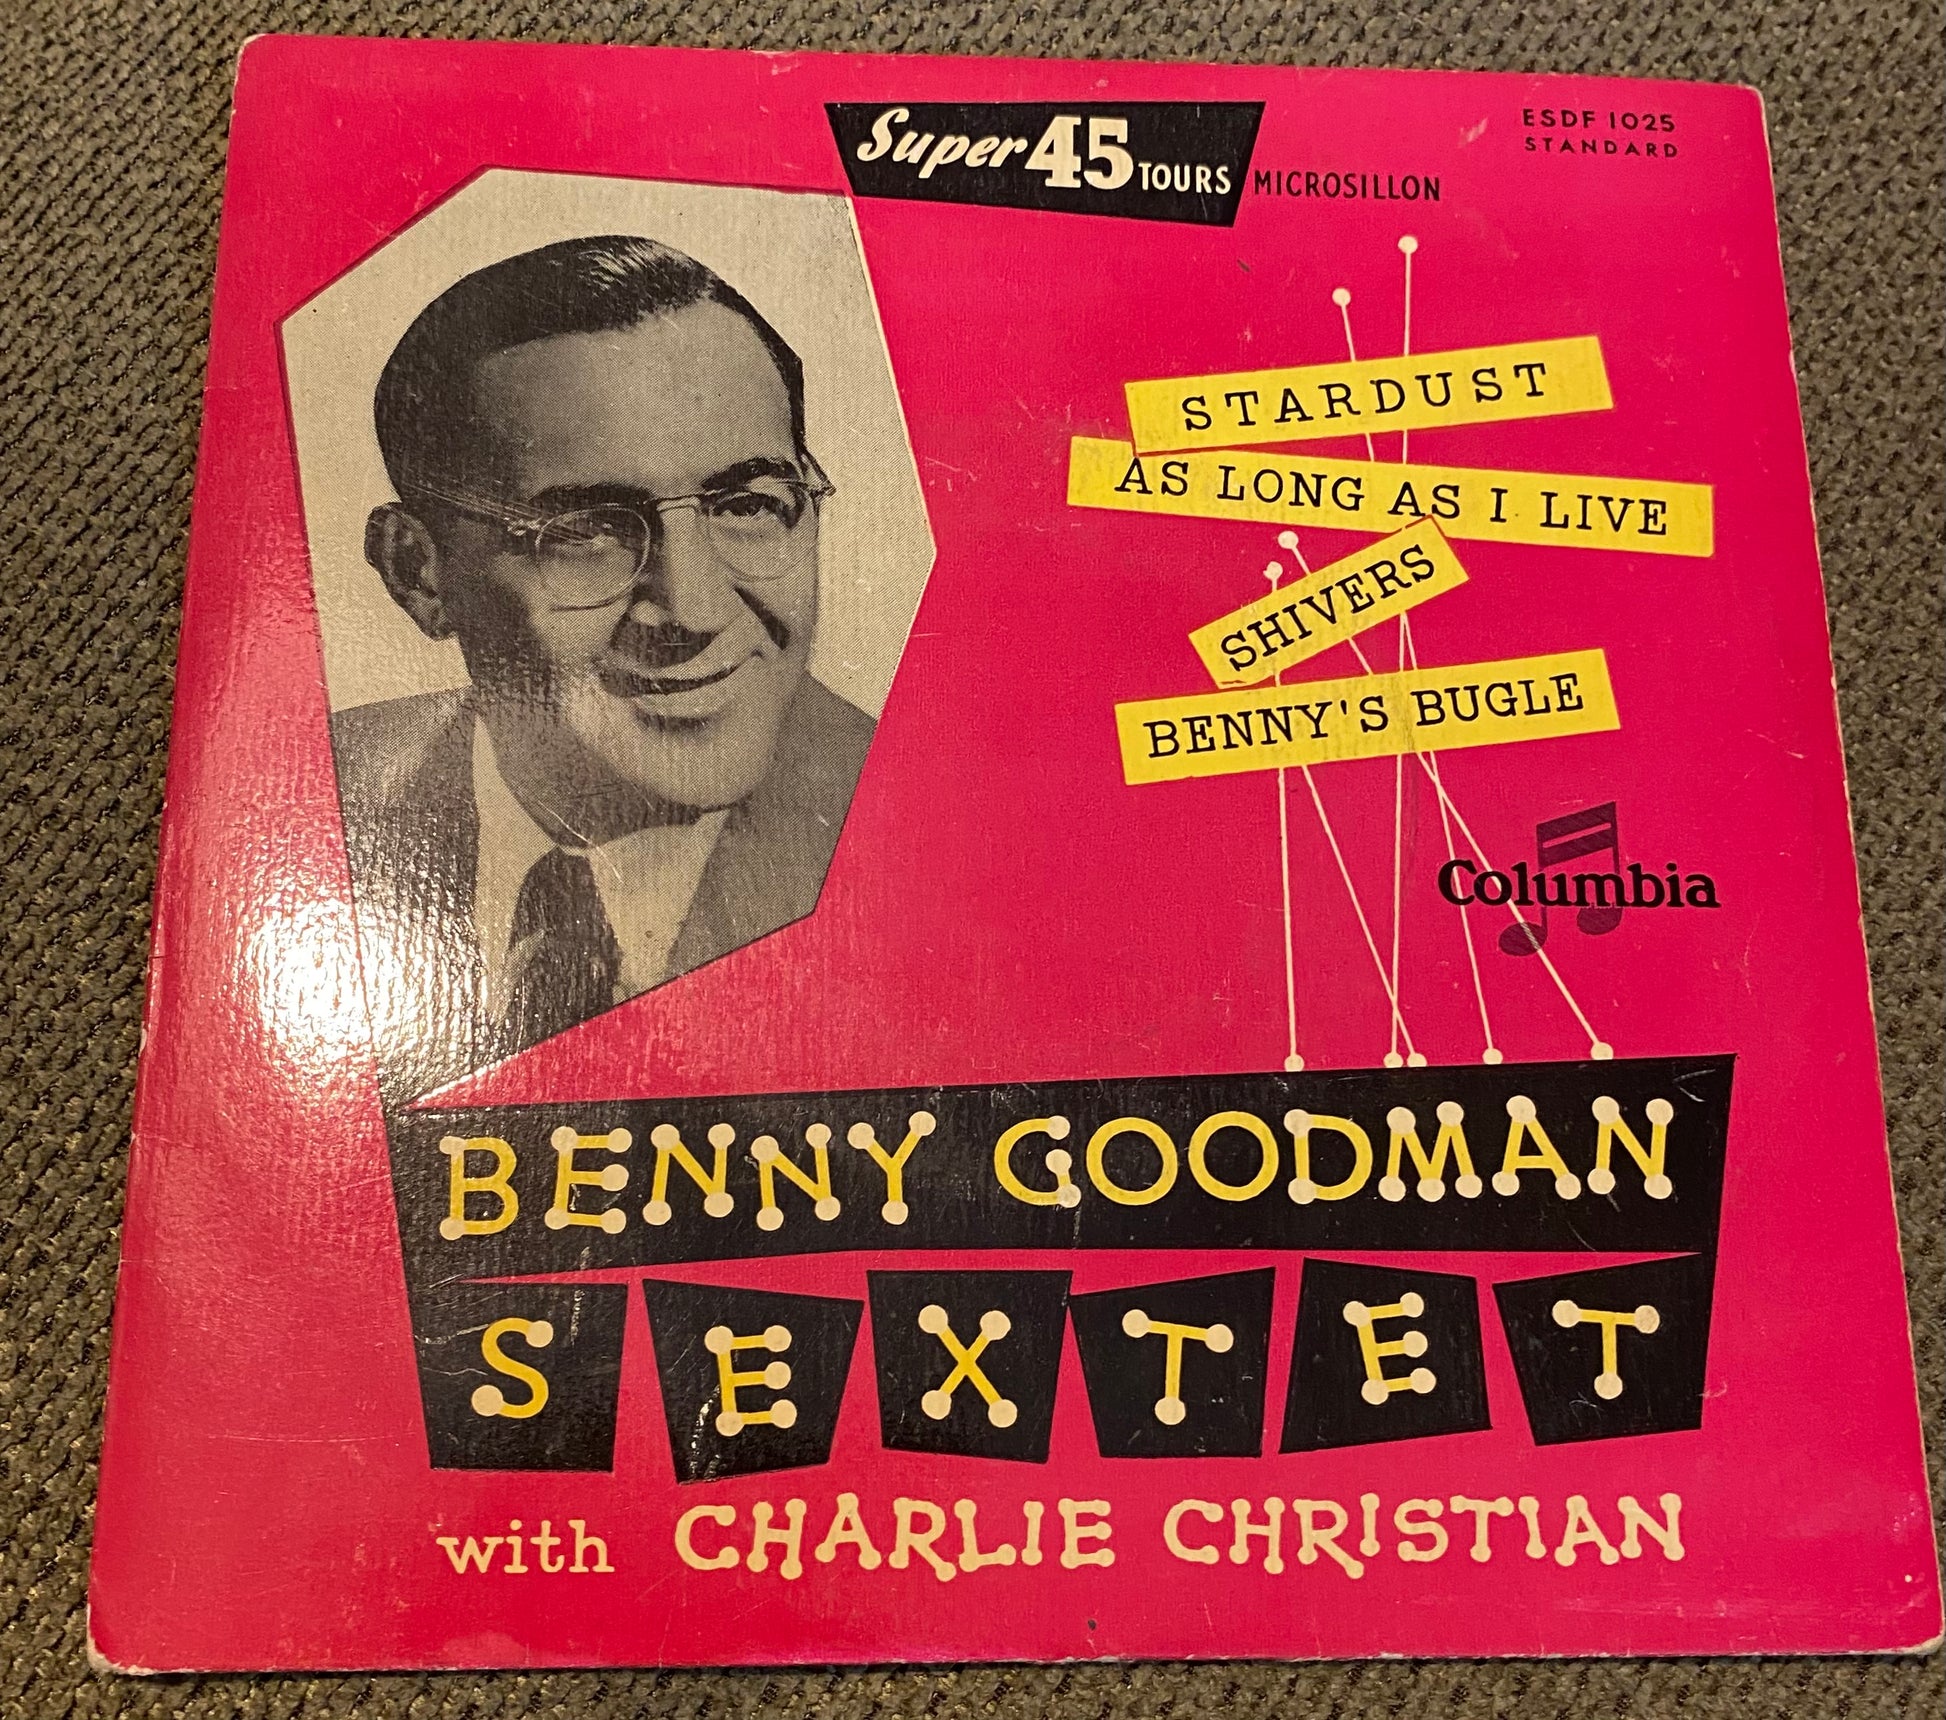 Super 45 TOURS MICROSILLON
ESDF 1025
STANDARD
STARDUST
AS LONG AS I LIVE
SHIVERS
BENNY'S BUGLE
Columbia
BENNY GOODMAN
SEXTET
with CHARLIE CHRISTIAN